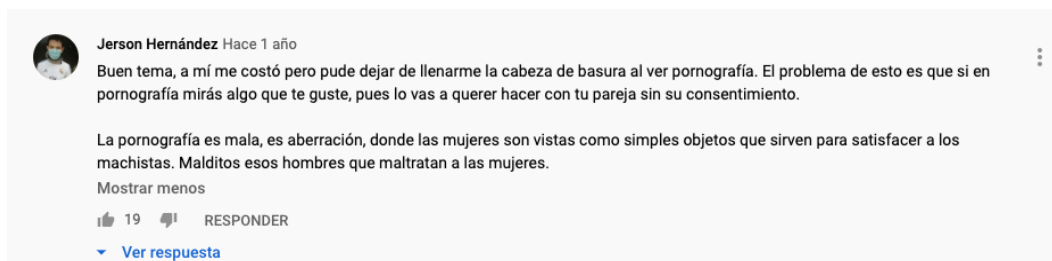 Jerson Hernández Hace 1 año
Buen tema, a mí me costó pero pude dejar de llenarme la cabeza de basura al ver pornografía. El problema de esto es que si en
pornografía mirás algo que te guste, pues lo vas a querer hacer con tu pareja sin su consentimiento.
La pornografía es mala, es aberración, donde las mujeres son vistas como simples objetos que sirven para satisfacer a los
machistas. Malditos esos hombres que maltratan a las mujeres.
Mostrar menos
19 RESPONDER
Ver respuesta